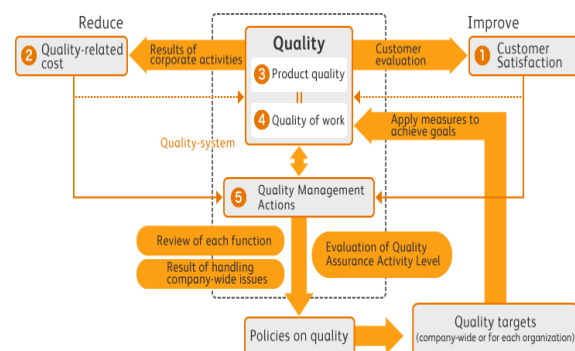 Reduce
Improve
2 Quality-related
cost
Results of
corporate activities
Quality
3 Product quality
4 Quality of work
Customer
evaluation
1 Customer
Satisfaction
Quality-system
Apply measures to
achieve goals
5 Quality Management
Actions
Review of each function
Result of handling
company-wide issues
Evaluation of Quality
Assurance Activity Level
Policies on quality
Quality targets
(company-wide or for each organization)